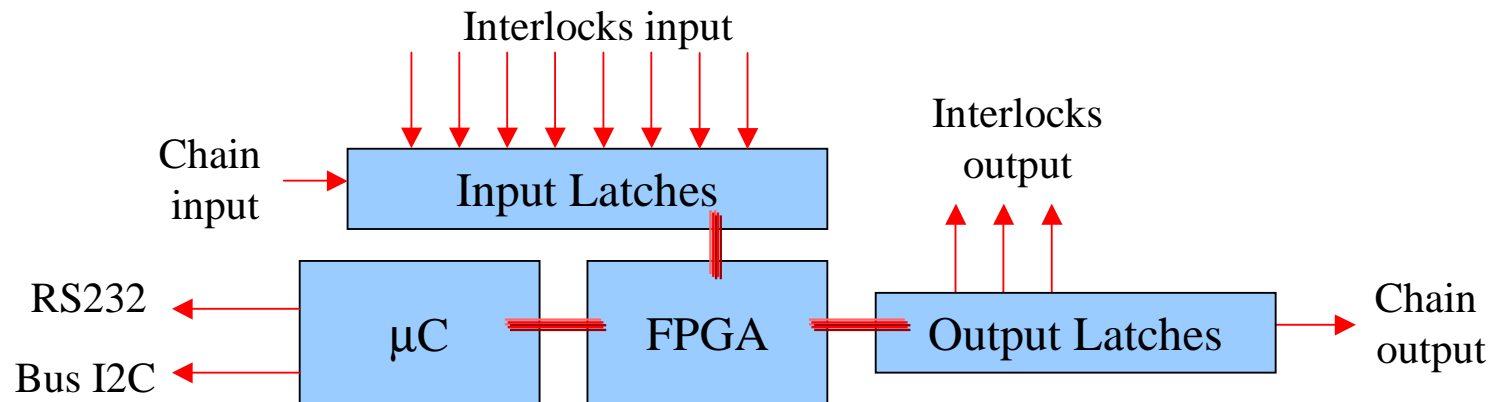 Interlocks input
Chain
input
Input Latches
Interlocks
output
RS232
Bus I2C
μC
FPGA
Output Latches
Chain
output